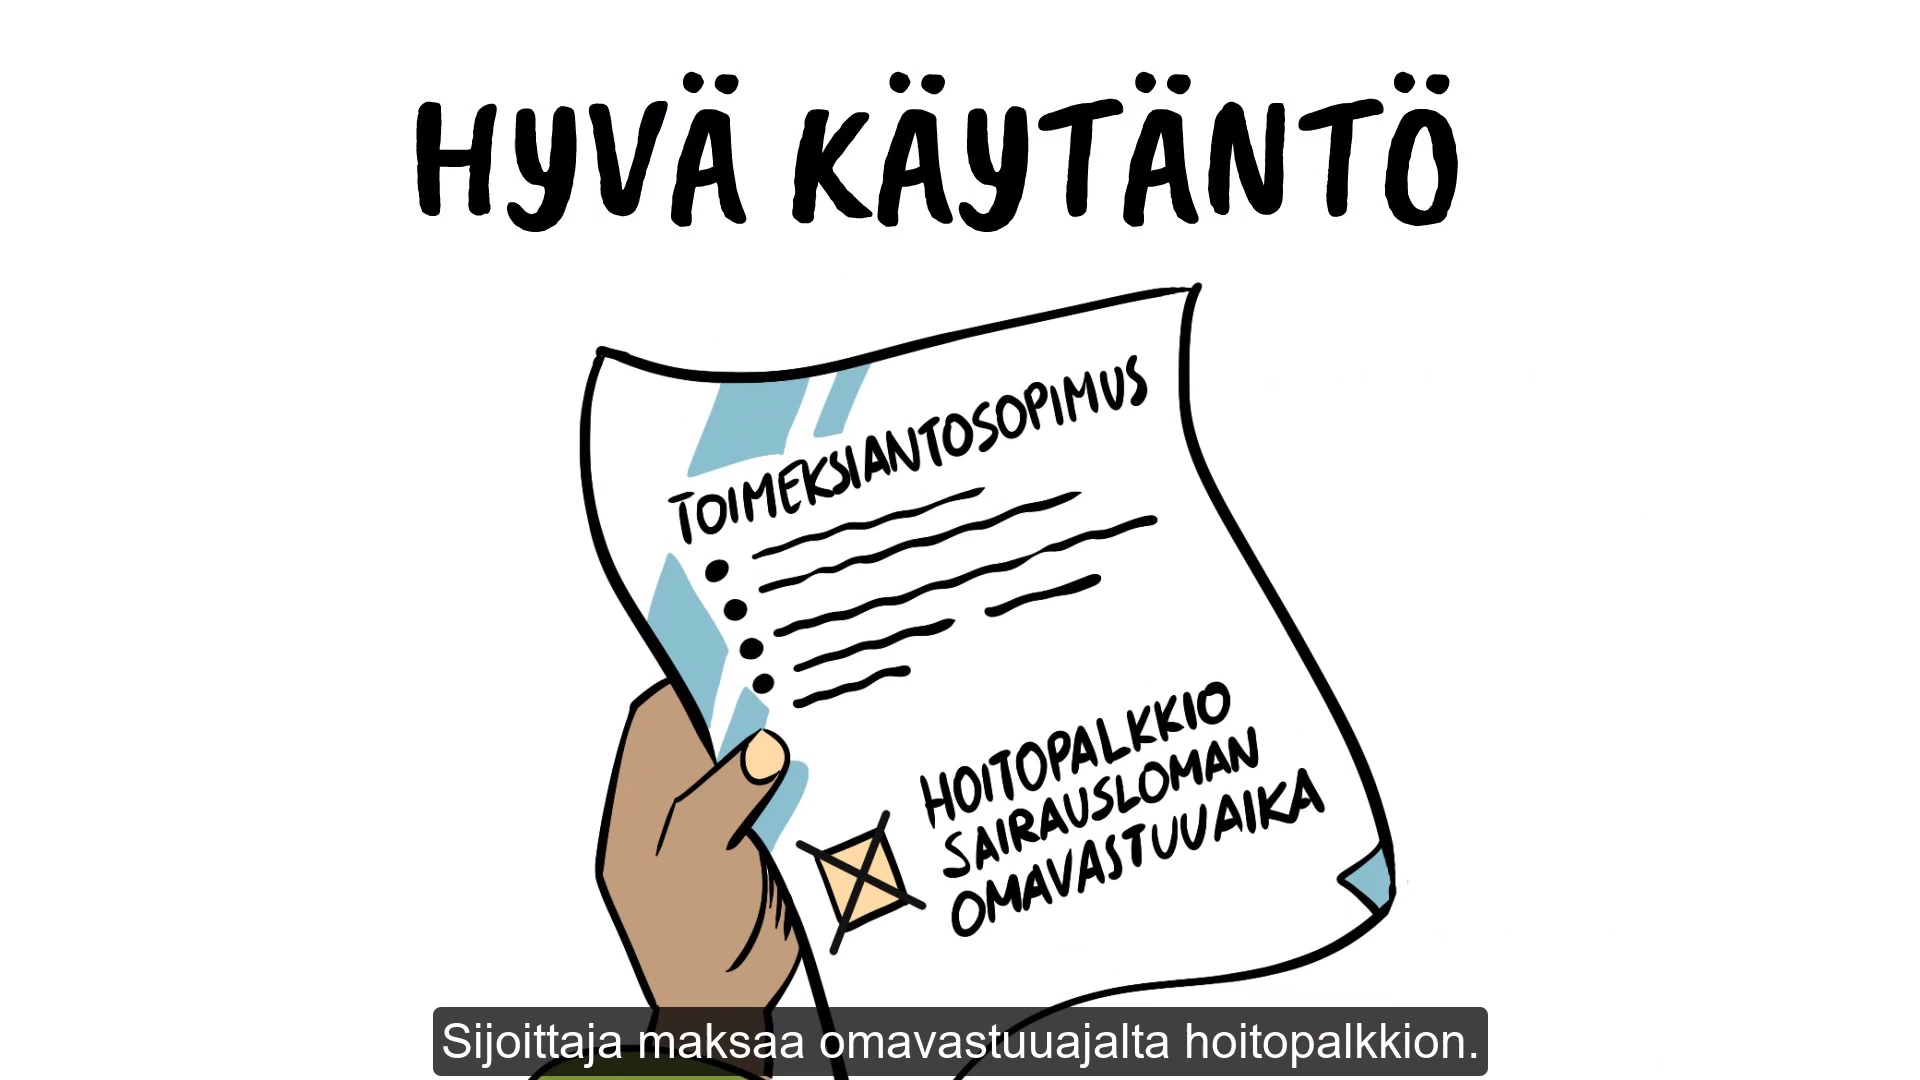 HYVÄ KÄYTÄNTÖ
TOIMEKSIANTOSOPIMUS
HOITOPALKKIO
SAIRAUSLOMAN
OMAVASTUUAIKA
Sijoittaja maksaa omavastuuajalta hoitopalkkion.